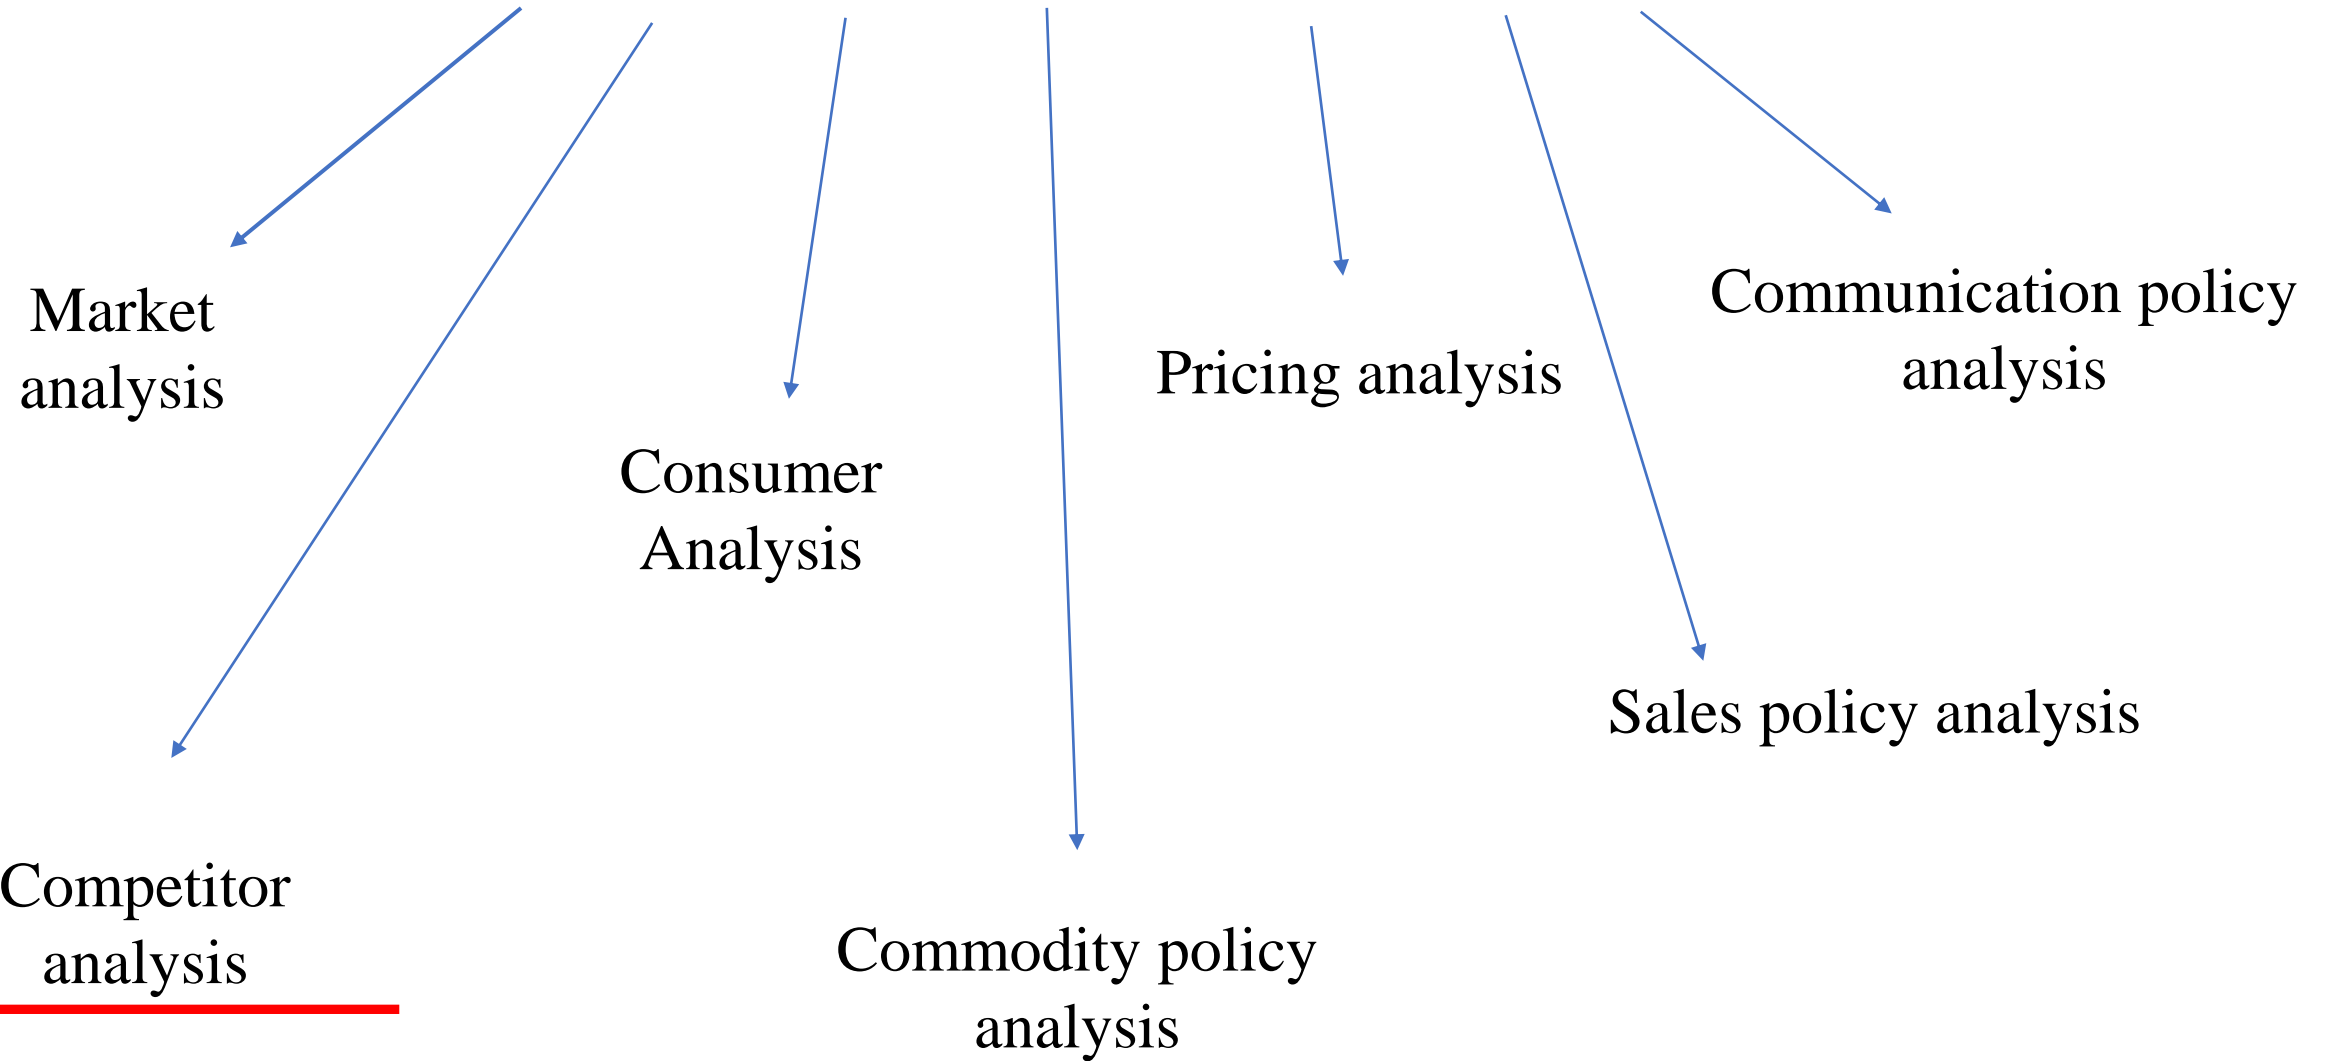 Market
analysis
Competitor
analysis
Consumer
Analysis
Commodity policy
analysis
Pricing analysis
Sales policy analysis
Communication policy
analysis